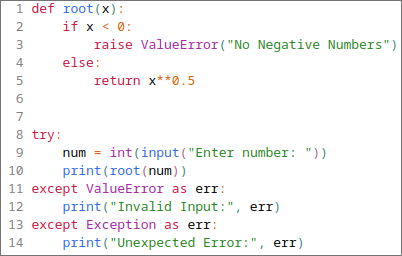 1 def root(x):
2     if x < 0:
3         raise ValueError("No Negative Numbers")
4     else:
5         return x**0.5
6
7
8 try:
9     num = int(input("Enter number: "))
10     print(root(num))
11 except ValueError as err:
12     print("Invalid Input:", err)
13 except Exception as err:
14     print("Unexpected Error:", err)